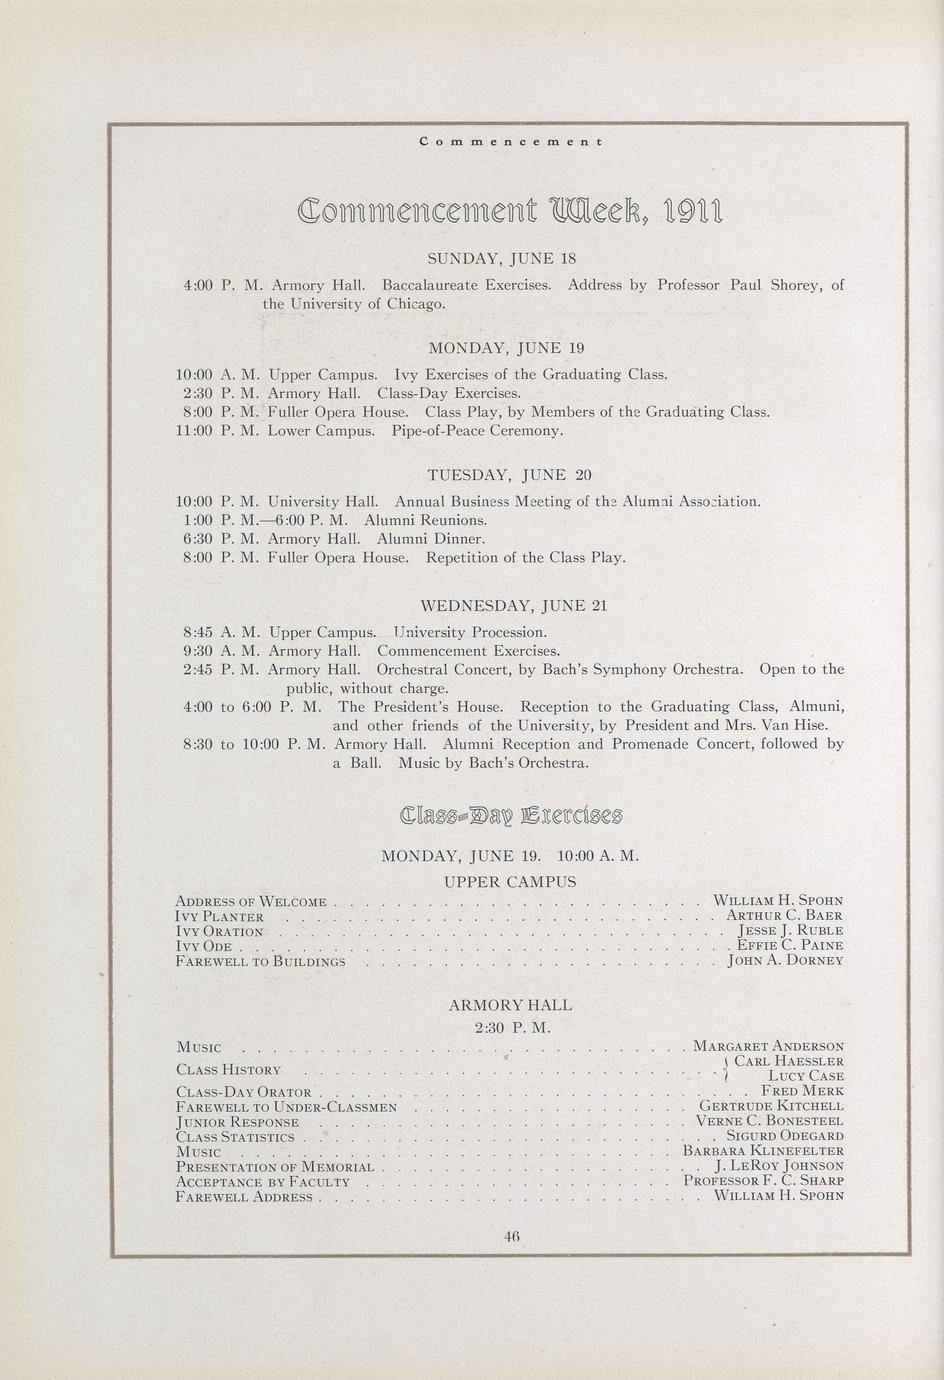 Commencement
Commencement Week, 1911
SUNDAY, JUNE 18
4:00 P. M. Armory Hall. Baccalaureate Exercises. Address by Professor Paul Shorey, of
the University of Chicago.
MONDAY, JUNE 19
10:00 A. M. Upper Campus. Ivy Exercises of the Graduating Class.
2:30 P. M. Armory Hall. Class-Day Exercises.
8:00 P. M. Fuller Opera House. Class Play, by Members of the Graduating Class.
11:00 P. M. Lower Campus. Pipe-of-Peace Ceremony.
TUESDAY, JUNE 20
10:00 P. M. University Hall. Annual Business Meeting of the Alumni Association.
1:00 P. M.—6:00 P. M. Alumni Reunions.
6:30 P. M. Armory Hall. Alumni Dinner.
8:00 P. M. Fuller Opera House. Repetition of the Class Play.
WEDNESDAY, JUNE 21
8:45 A. M. Upper Campus. University Procession.
9:30 A. M. Armory Hall. Commencement Exercises.
2:45 P. M. Armory Hall. Orchestral Concert, by Bach's Symphony Orchestra. Open to the
public, without charge.
4:00 to 6:00 P. M. The President's House. Reception to the Graduating Class, Almuni,
and other friends of the University, by President and Mrs. Van Hise.
8:30 to 10:00 P. M. Armory Hall. Alumni Reception and Promenade Concert, followed by
a Ball. Music by Bach's Orchestra.
Class-Day Exercises
MONDAY, JUNE 19. 10:00 A. M.
UPPER CAMPUS
ADDRESS OF WELCOME . . . . . . . . . . WILLIAM H. SPOHN
IVY PLANTER . . . . . . . . . . ARTHUR C. BAER
IVY ORATION . . . . . . . . . . JESSE J. RUBLE
IVY ODE . . . . . . . . . . EFFIE C. PAINE
FAREWELL TO BUILDINGS . . . . . . . . . . JOHN A. DORNEY
ARMORY HALL
2:30 P. M.
MUSIC . . . . . . . . . . MARGARET ANDERSON
CLASS HISTORY . . . . . . . . . . { CARL HAESSLER
LUCY CASE
CLASS-DAY ORATOR . . . . . . . . . . FRED MERK
FAREWELL TO UNDER-CLASSMEN . . . . . . . . . . GERTRUDE KITCHELL
JUNIOR RESPONSE . . . . . . . . . . VERNE C. BONESTEEL
CLASS STATISTICS . . . . . . . . . . SIGURD ODEGARD
MUSIC . . . . . . . . . . BARBARA KLINEFELTER
PRESENTATION OF MEMORIAL . . . . . . . . . . J. LEROY JOHNSON
ACCEPTANCE BY FACULTY . . . . . . . . . . PROFESSOR F. C. SHARP
FAREWELL ADDRESS . . . . . . . . . . WILLIAM H. SPOHN
46